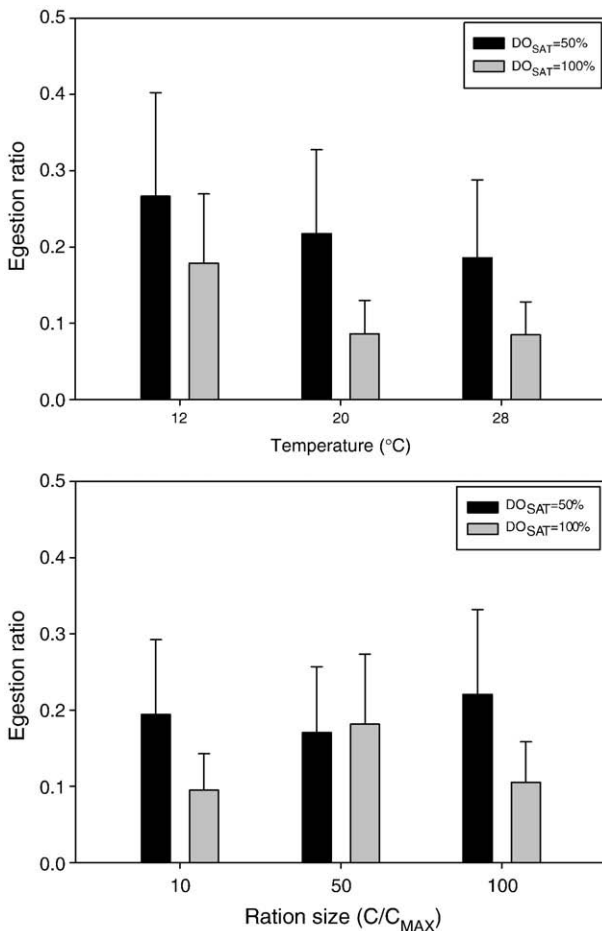 0.5
DO_SAT=50%
DO_SAT=100%
0.4
0.3
0.2
0.1
0.0
Egestion ratio
12 20 28
Temperature (°C)
0.5
DO_SAT=50%
DO_SAT=100%
0.4
0.3
0.2
0.1
0.0
Egestion ratio
10 50 100
Ration size (C/C_MAX)